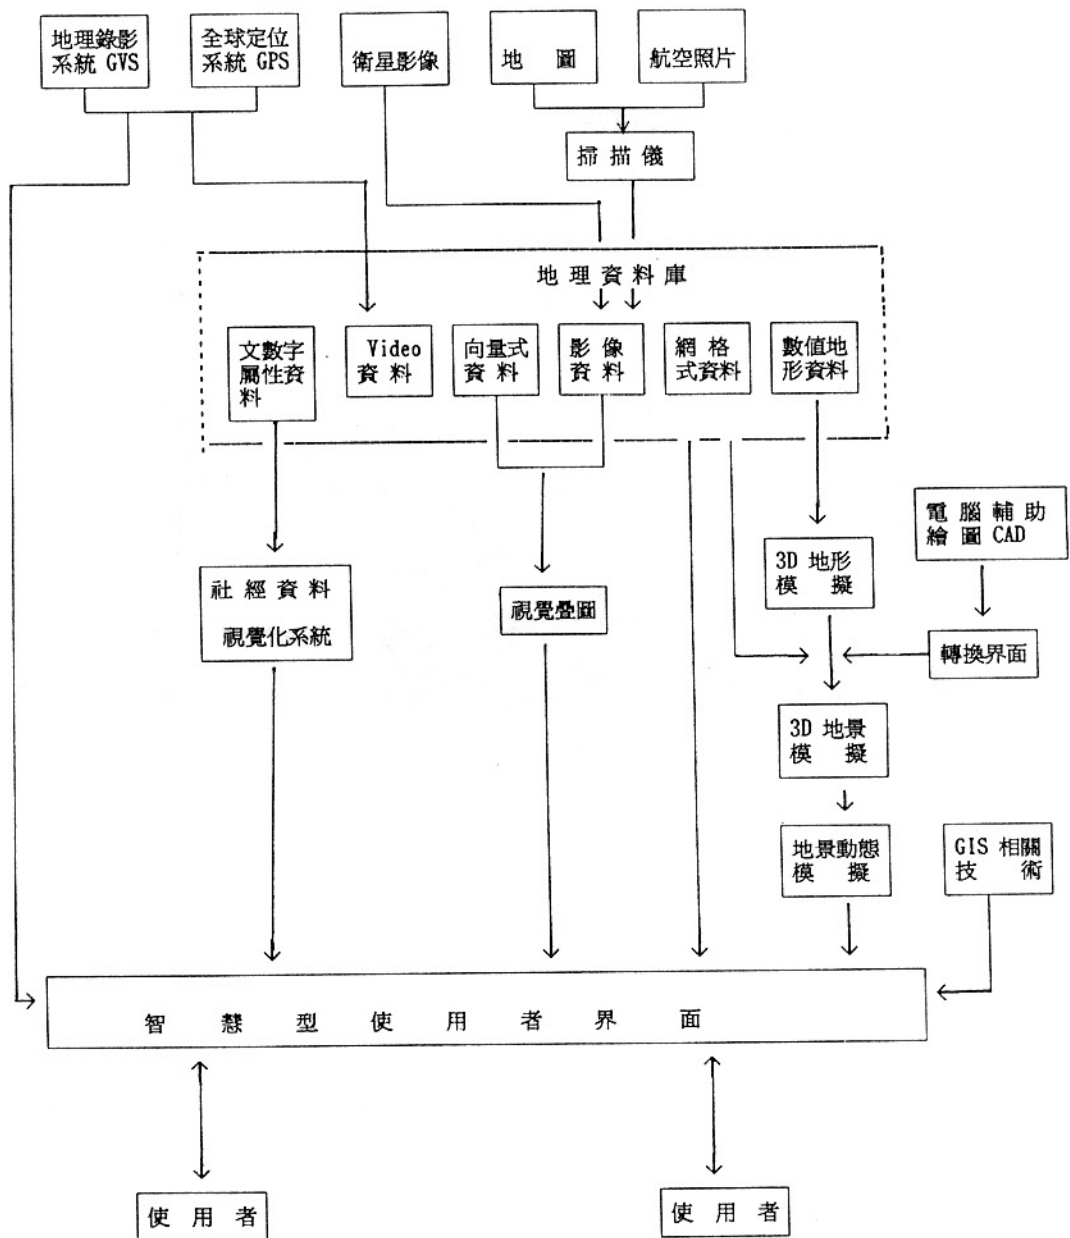 地理錄影
系統 GVS
全球定位
系統 GPS
衛星影像
地 圖
航空照片
掃 描 儀
地 理 資 料 庫
文數字
屬性資
料
Video
資料
向量式
資料
影 像
資 料
網 格
式資料
數值地
形資料
電 腦 輔 助
繪 圖 CAD
3D 地形
模 擬
社 經 資 料
視覺化系統
視覺疊圖
轉換界面
3D 地景
模 擬
地景動態
模 擬
GIS 相關
技 術
智 慧 型 使 用 者 界 面
使 用 者
使 用 者